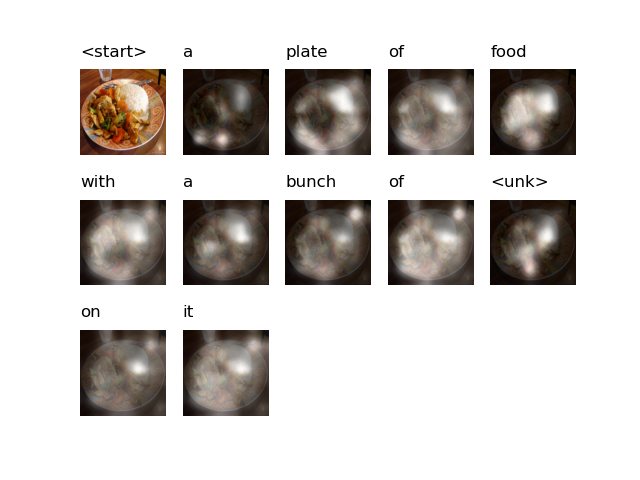 <start> a plate of food
with a bunch of <unk>
on it